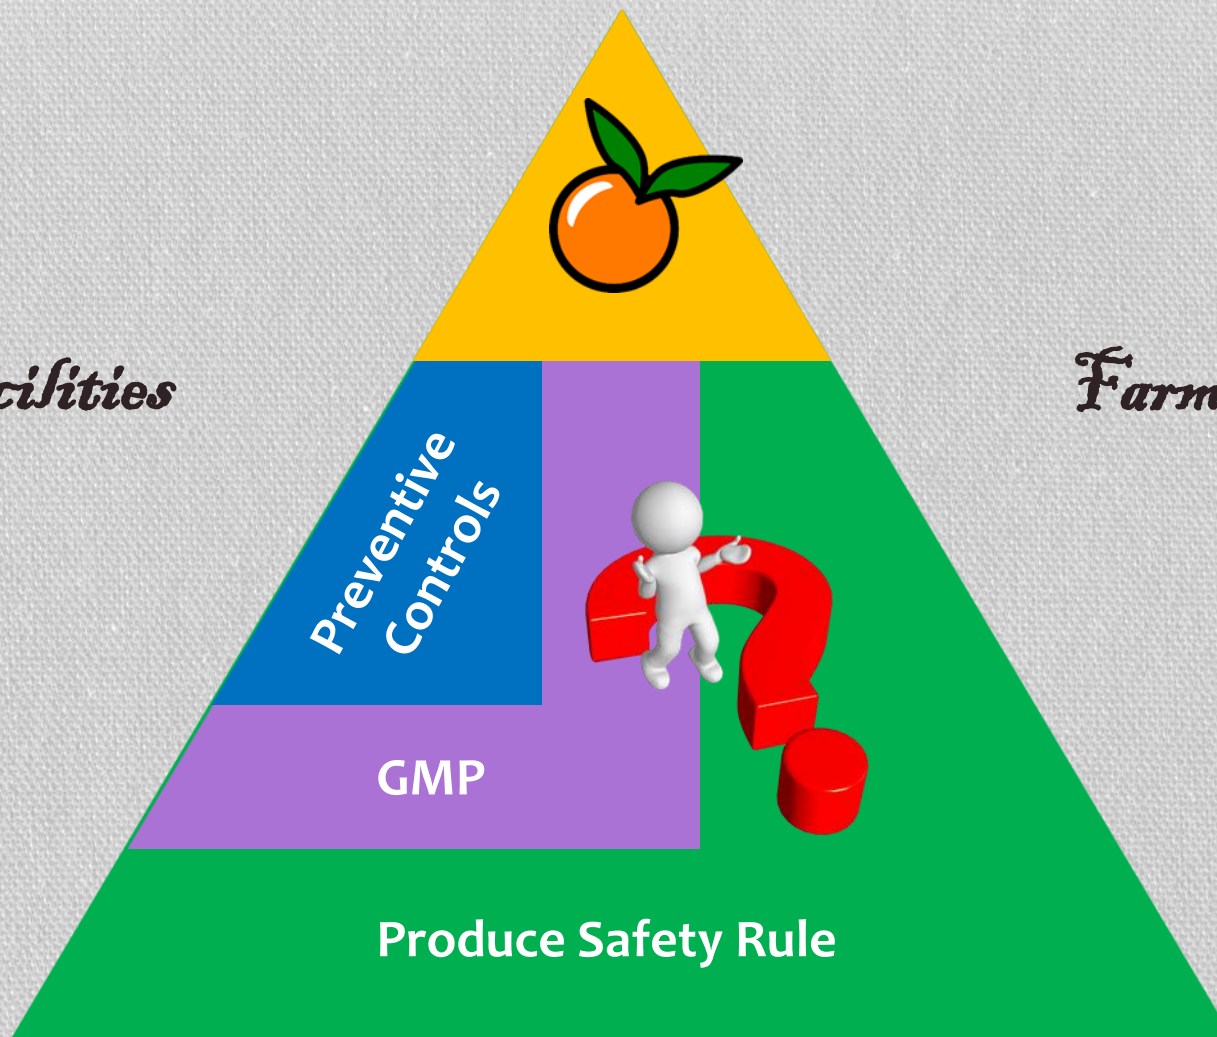 cilities
Farm
Preventive
Controls
GMP
Produce Safety Rule